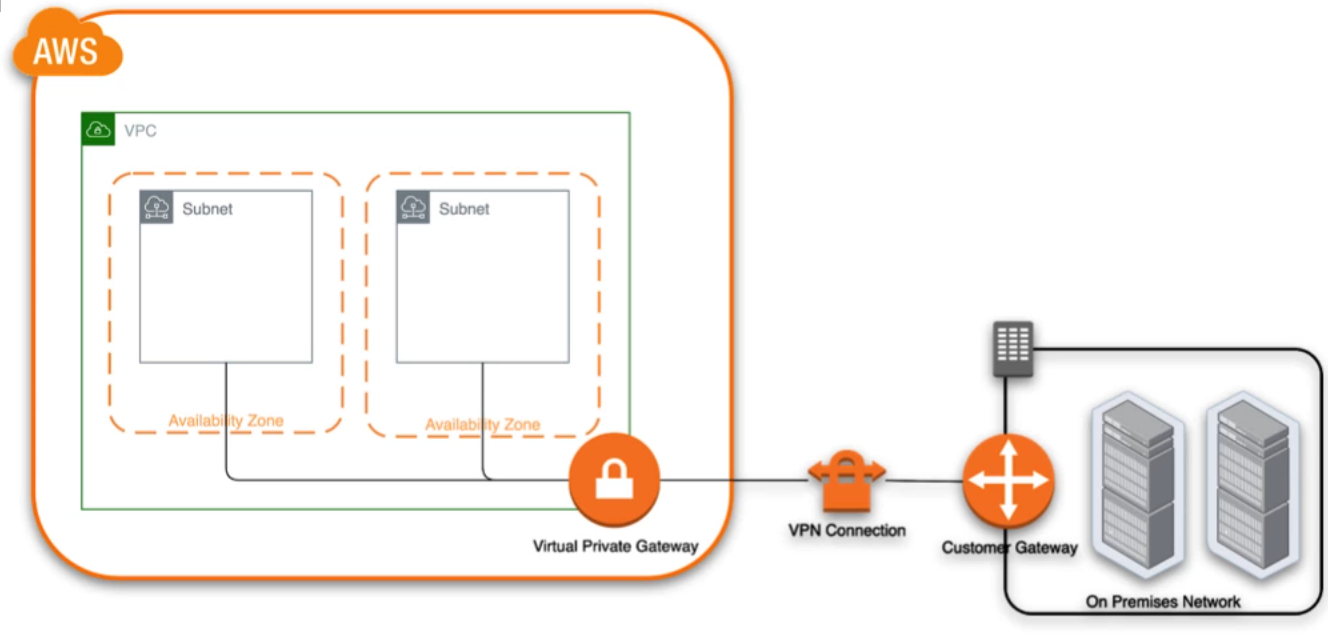 AWS
VPC
Subnet
Subnet
Availability Zone
Availability Zone
Virtual Private Gateway
VPN Connection
Customer Gateway
On Premises Network